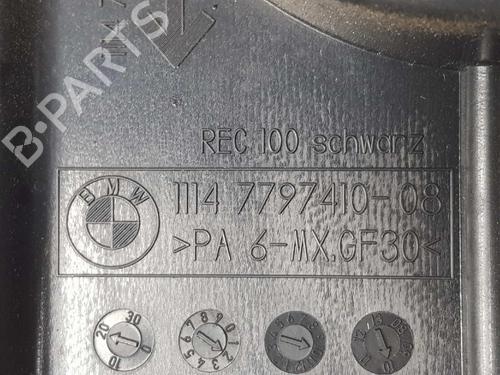 B-PARTS
REC 100 schwarz
BMW
1114 7797410-08
>PA 6-MX.GF30<